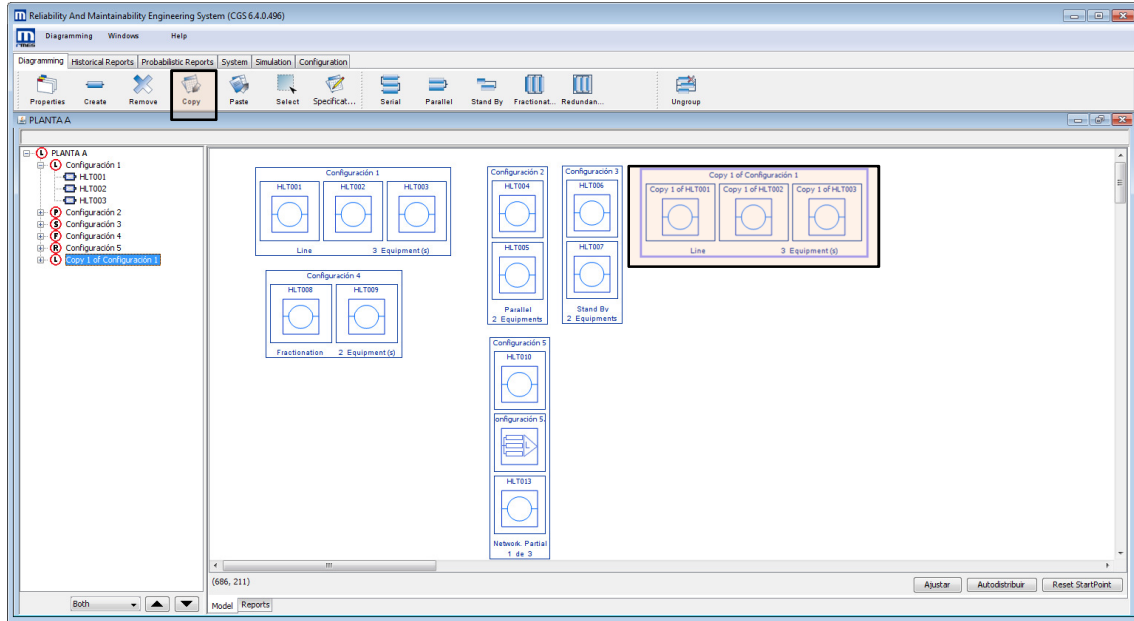 Reliability And Maintainability Engineering System (CGS 6.4.0.496)
Diagramming Windows Help
Diagramming Historical Reports Probabilistic Reports System Simulation Configuration
Properties Create Remove Copy Paste Select Specificat... Serial Parallel Stand By Fractionat... Redundan... Ungroup
PLANTA A
PLANTA A
Configuración 1
HLT001
HLT002
HLT003
Configuración 2
Configuración 3
Configuración 4
Configuración 5
Copy 1 of Configuración 1
Configuración 1
HLT001 HLT002 HLT003
Line 3 Equipment(s)
Configuración 2
HLT004
HLT005
Parallel
2 Equipments
Configuración 3
HLT006
HLT007
Stand By
2 Equipments
Copy 1 of Configuración 1
Copy 1 of HLT001 Copy 1 of HLT002 Copy 1 of HLT003
Line 3 Equipment(s)
Configuración 4
HLT008 HLT009
Fractionation 2 Equipment(s)
Configuración 5
HLT010
onfiguración 5.
L
HLT013
Network Partial
1 de 3
(686, 211)
Ajustar Autodistribuir Reset StartPoint
Both
Model Reports